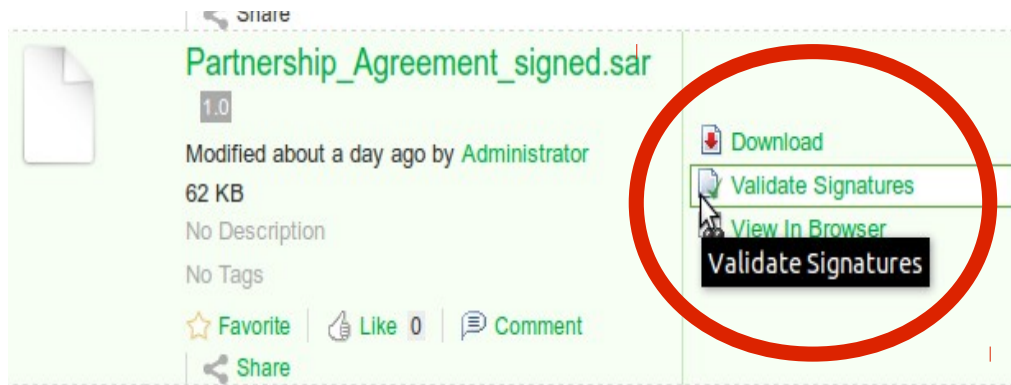 Share
Partnership_Agreement_signed.sar
1.0
Modified about a day ago by Administrator
62 KB
No Description
No Tags
Favorite Like 0 Comment
Share
Download
Validate Signatures
View In Browser
Validate Signatures